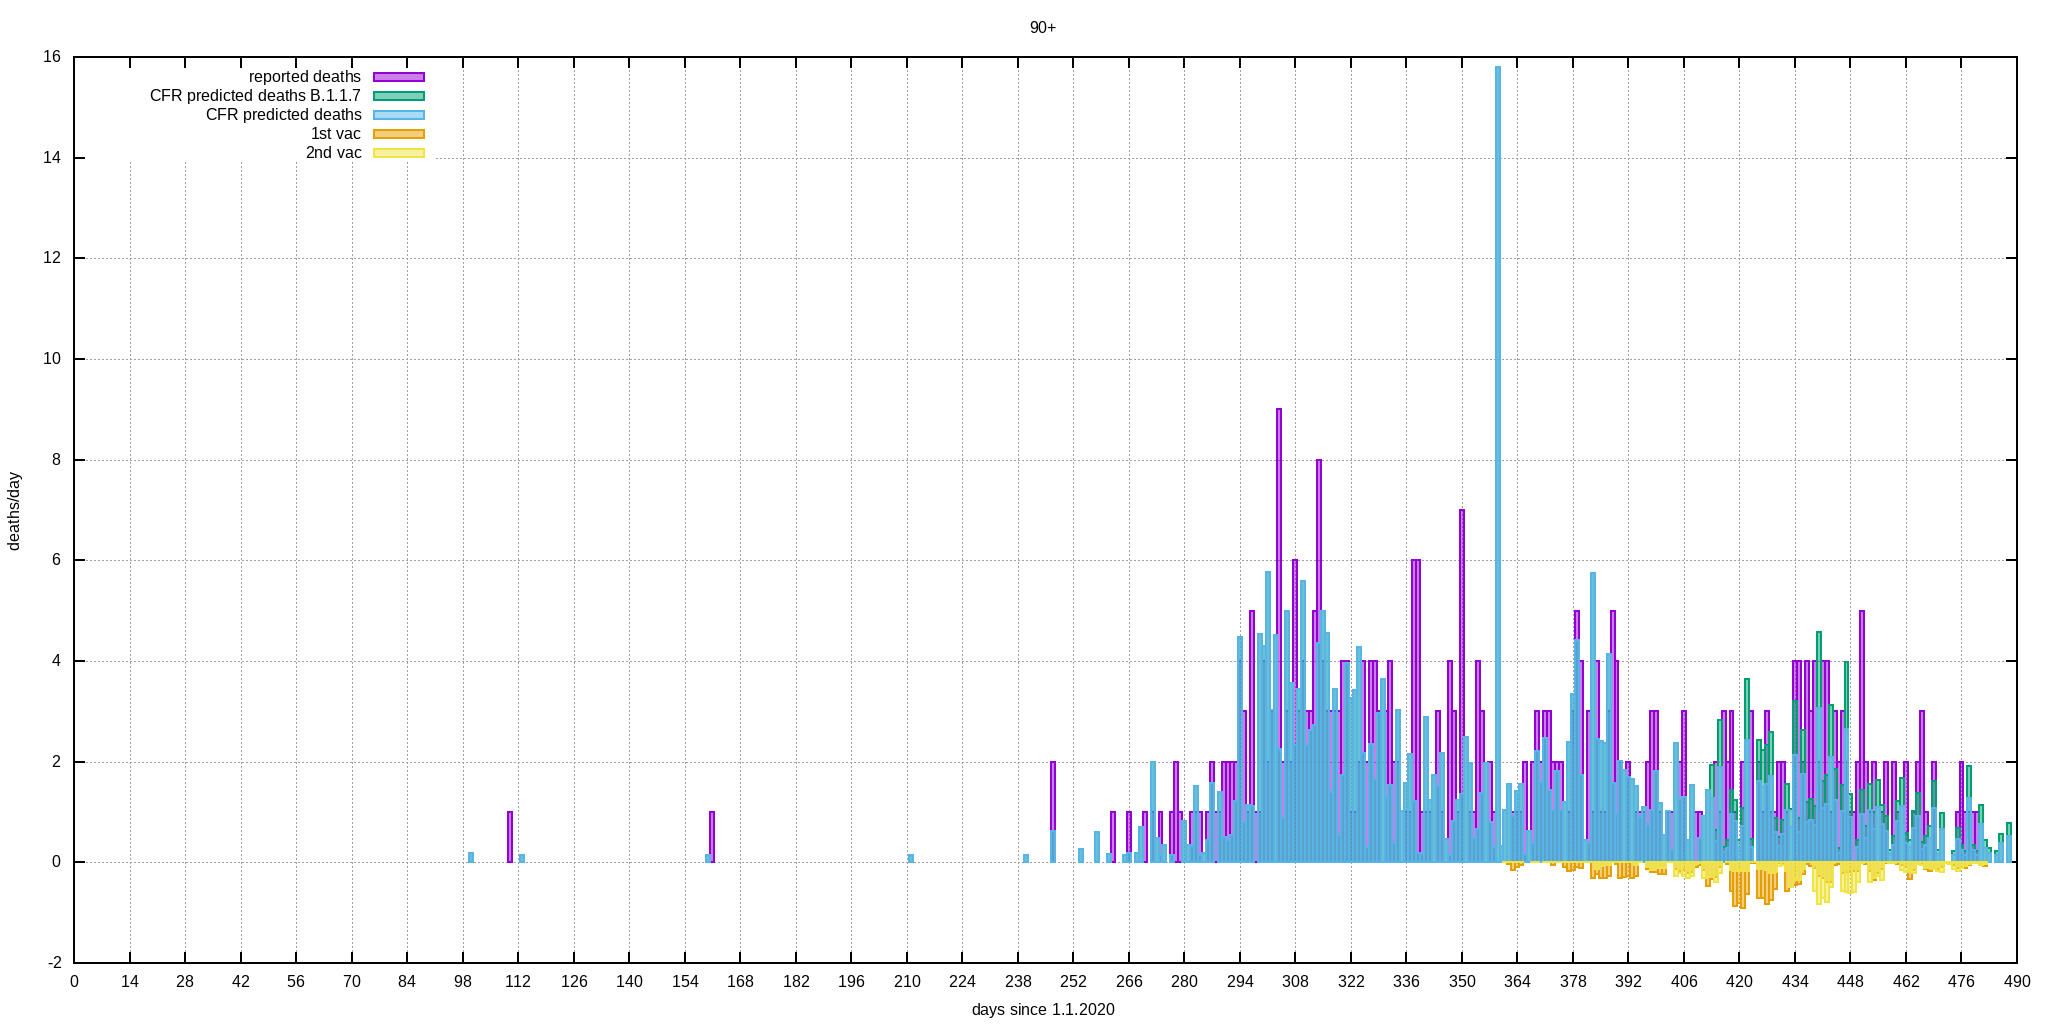 90+
16
14
12
10
8
6
4
2
0
-2
reported deaths
CFR predicted deaths B.1.1.7
CFR predicted deaths
1st vac
2nd vac
deaths/day
0 14 28 42 56 70 84 98 112 126 140 154 168 182 196 210 224 238 252 266 280 294 308 322 336 350 364 378 392 406 420 434 448 462 476 490
days since 1.1.2020